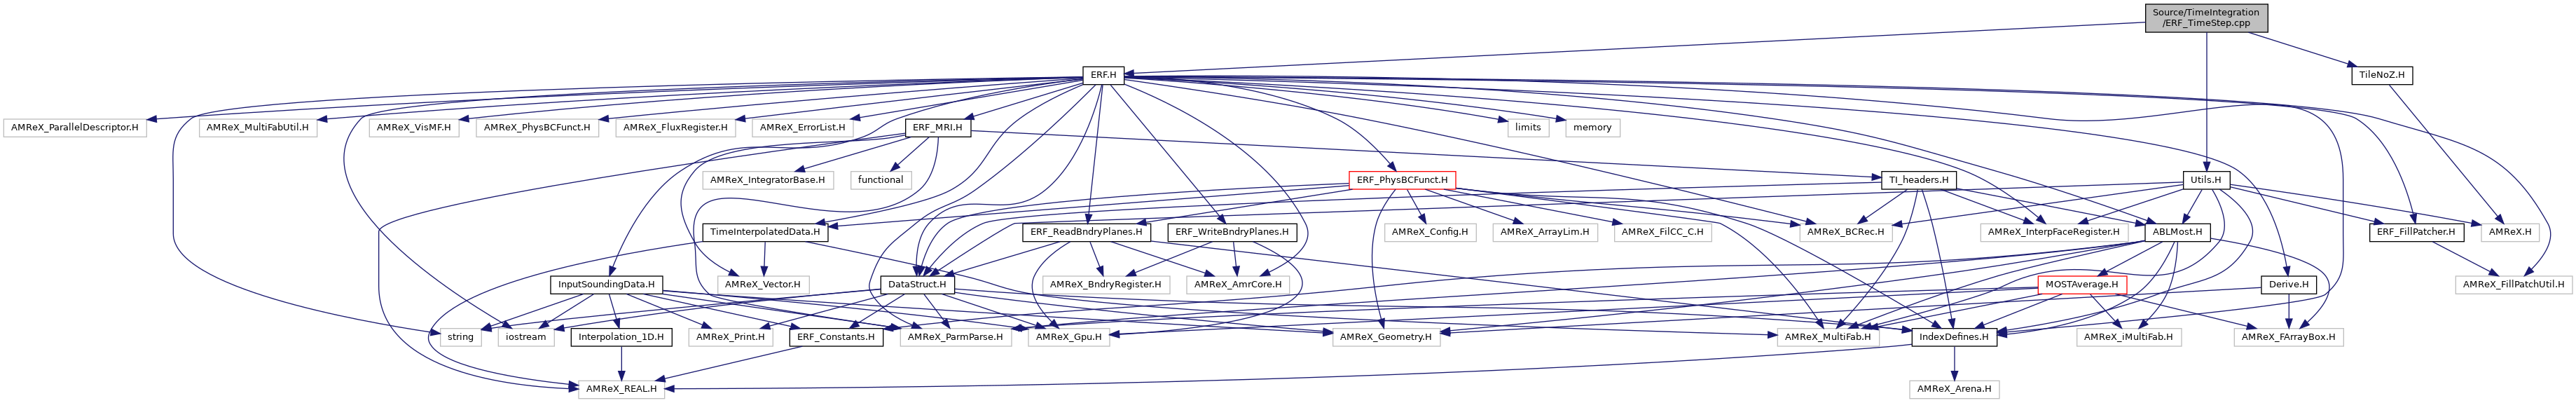 Source/TimeIntegration
/ERF_TimeStep.cpp
ERF.H
TileNoZ.H
AMReX_ParallelDescriptor.H
AMReX_MultiFabUtil.H
AMReX_VisMF.H
AMReX_PhysBCFunct.H
AMReX_FluxRegister.H
AMReX_ErrorList.H
ERF_MRI.H
limits
memory
AMReX_IntegratorBase.H
functional
ERF_PhysBCFunct.H
TI_headers.H
Utils.H
TimeInterpolatedData.H
ERF_ReadBndryPlanes.H
ERF_WriteBndryPlanes.H
AMReX_Config.H
AMReX_ArrayLim.H
AMReX_FilCC_C.H
AMReX_BCRec.H
AMReX_InterpFaceRegister.H
ABLMost.H
ERF_FillPatcher.H
AMReX.H
InputSoundingData.H
AMReX_Vector.H
DataStruct.H
AMReX_BndryRegister.H
AMReX_AmrCore.H
MOSTAverage.H
Derive.H
AMReX_FillPatchUtil.H
string
iostream
Interpolation_1D.H
AMReX_Print.H
ERF_Constants.H
AMReX_ParmParse.H
AMReX_Gpu.H
AMReX_Geometry.H
AMReX_MultiFab.H
IndexDefines.H
AMReX_iMultiFab.H
AMReX_FArrayBox.H
AMReX_REAL.H
AMReX_Arena.H